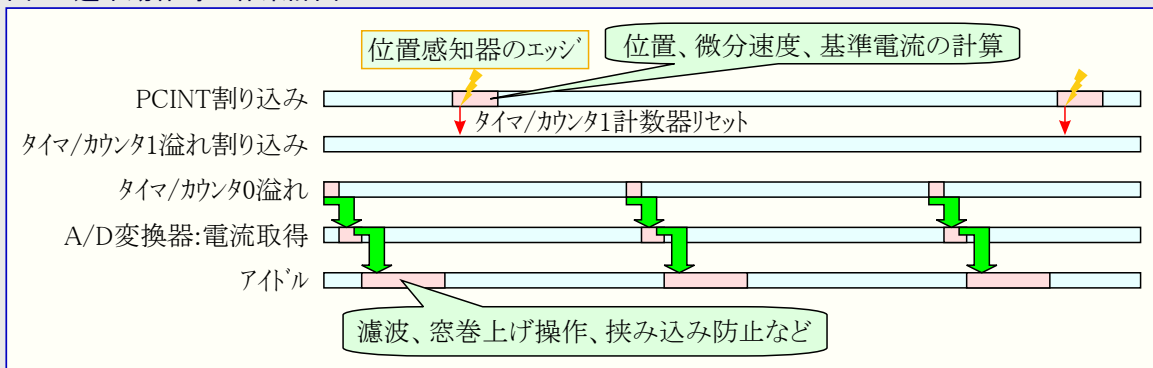 位置感知器のエッジ
位置、微分速度、基準電流の計算
PCINT割り込み
タイマ/カウンタ1計数器リセット
タイマ/カウンタ1溢れ割り込み
タイマ/カウンタ0溢れ
A/D変換器:電流取得
アイドル
濾波、窓巻上げ操作、挟み込み防止など